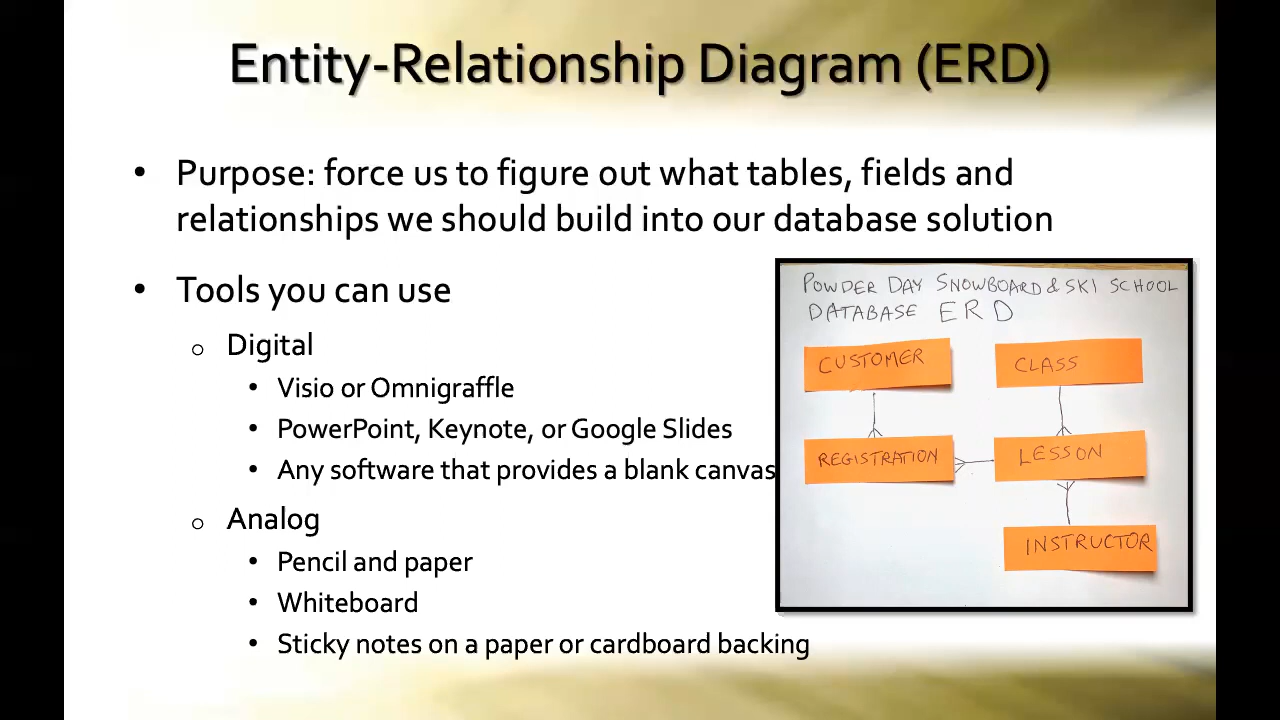 Entity-Relationship Diagram (ERD)
• Purpose: force us to figure out what tables, fields and
relationships we should build into our database solution
• Tools you can use
o Digital
• Visio or Omnigraffle
• PowerPoint, Keynote, or Google Slides
• Any software that provides a blank canvas
o Analog
• Pencil and paper
• Whiteboard
• Sticky notes on a paper or cardboard backing
POWDER DAY SNOWBOARD & SKI SCHOOL
DATABASE ERD
CUSTOMER
CLASS
REGISTRATION
LESSON
INSTRUCTOR